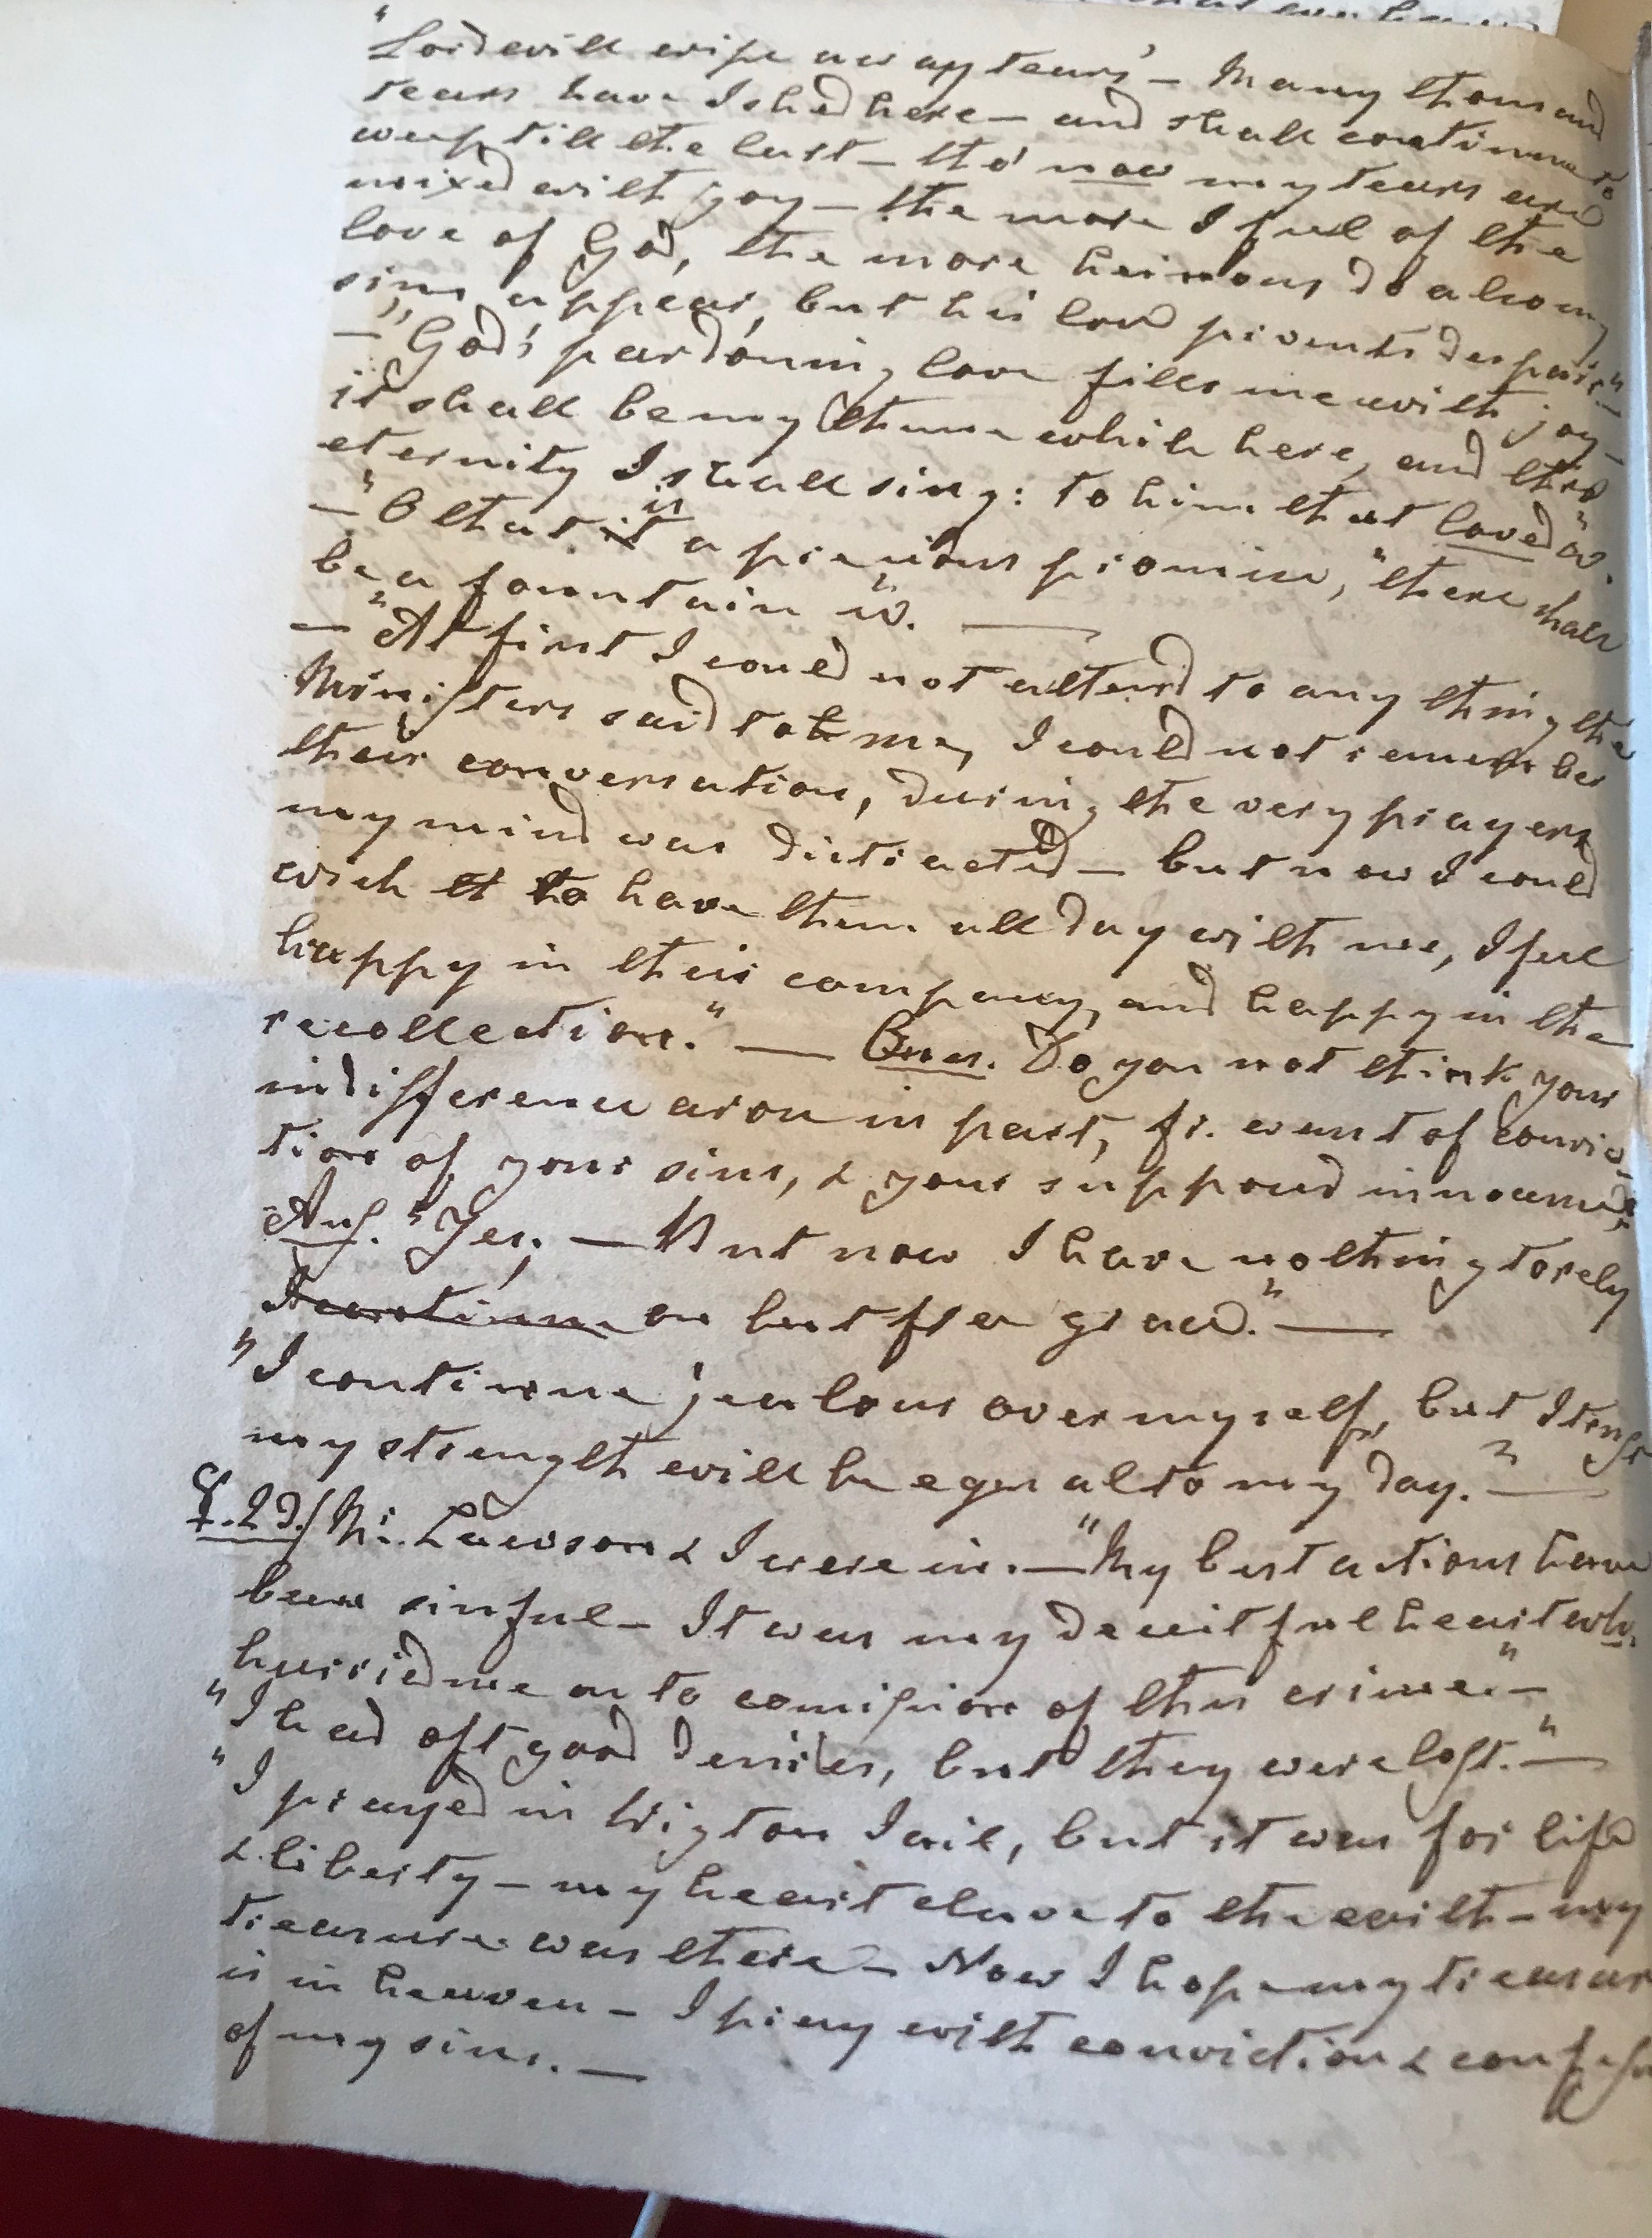 "Lord will wipe away tears' – Many thousand
tears have I shed here – and shall continue to
weep till the last – tho' now my tears are
mixed with joy – the more I feel of the
love of God, the more heinous do also my
sins appear, but his love prevents despair."
– "God's pardoning love fills me with joy –
it shall be my theme while here, and thro'
eternity I shall sing: to him that loved &c."
– "O that it is a precious promise, "there shall
be a fountain &c." —
– "At first I could not attend to any thing the
Ministers said to me, I could not remember
their conversation, during the very prayers
my mind was distracted – but now I could
wish to have them all day with me, I feel
happy in their company, and happy in the
recollection." — Ques. Do you not think your
indifference arose in part, fr. want of convic-
tion of your sins, & your supposed innocence?
Ans. "Yes, – But now I have nothing to rely
on but free grace." —
"I continue jealous over myself, but I trust
my strength will be equal to my day." —
♀. 2d./ Mr. Lawson & I were in. – "My best actions have
been sinful – It was my deceitful heart wh.
hurried me on to comission of this crime." –
"I had oft good desires, but they were lost." —
"I prayed in Wigton Jail, but it was for life
& liberty – my heart clave to the earth – my
treasure was there – Now I hope my treasure
is in heaven – I pray with conviction &
of my sins. —